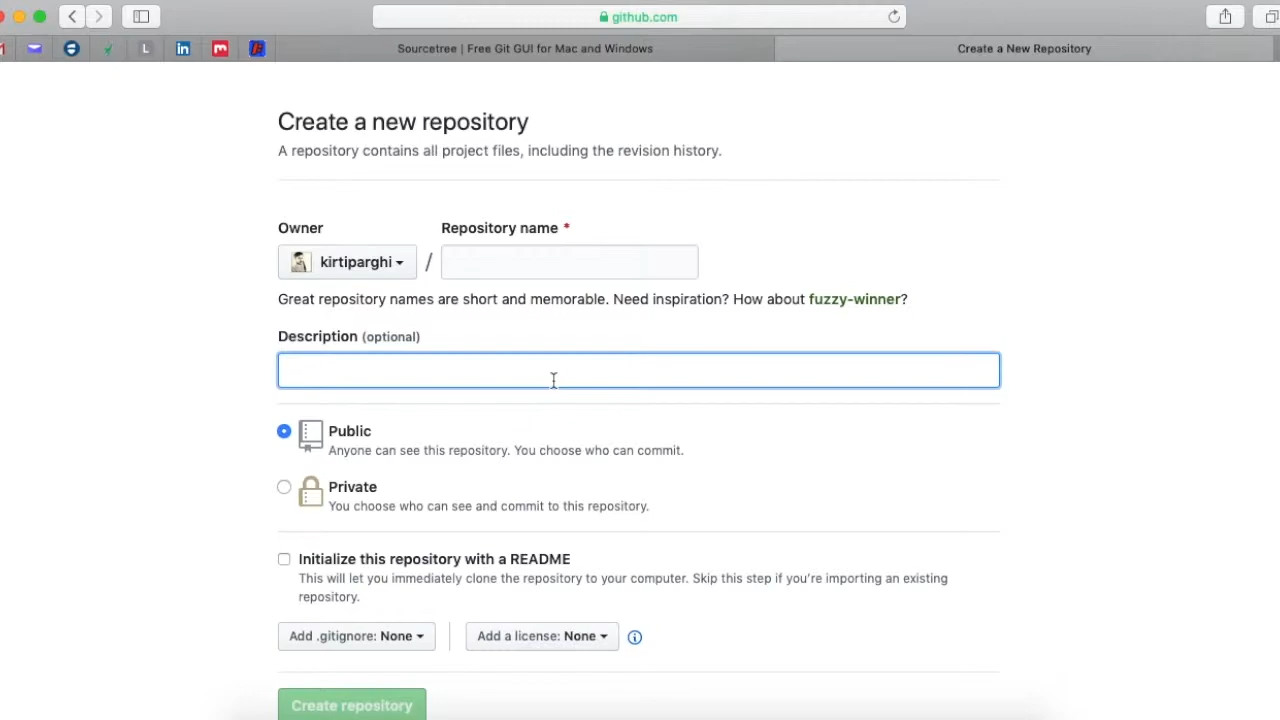 github.com
L
in
Sourcetree | Free Git GUI for Mac and Windows
Create a New Repository
Create a new repository
A repository contains all project files, including the revision history.
Owner
Repository name *
kirtiparghi
/
Great repository names are short and memorable. Need inspiration? How about fuzzy-winner?
Description (optional)
Public
Anyone can see this repository. You choose who can commit.
Private
You choose who can see and commit to this repository.
Initialize this repository with a README
This will let you immediately clone the repository to your computer. Skip this step if you're importing an existing
repository.
Add .gitignore: None
Add a license: None
Create repository